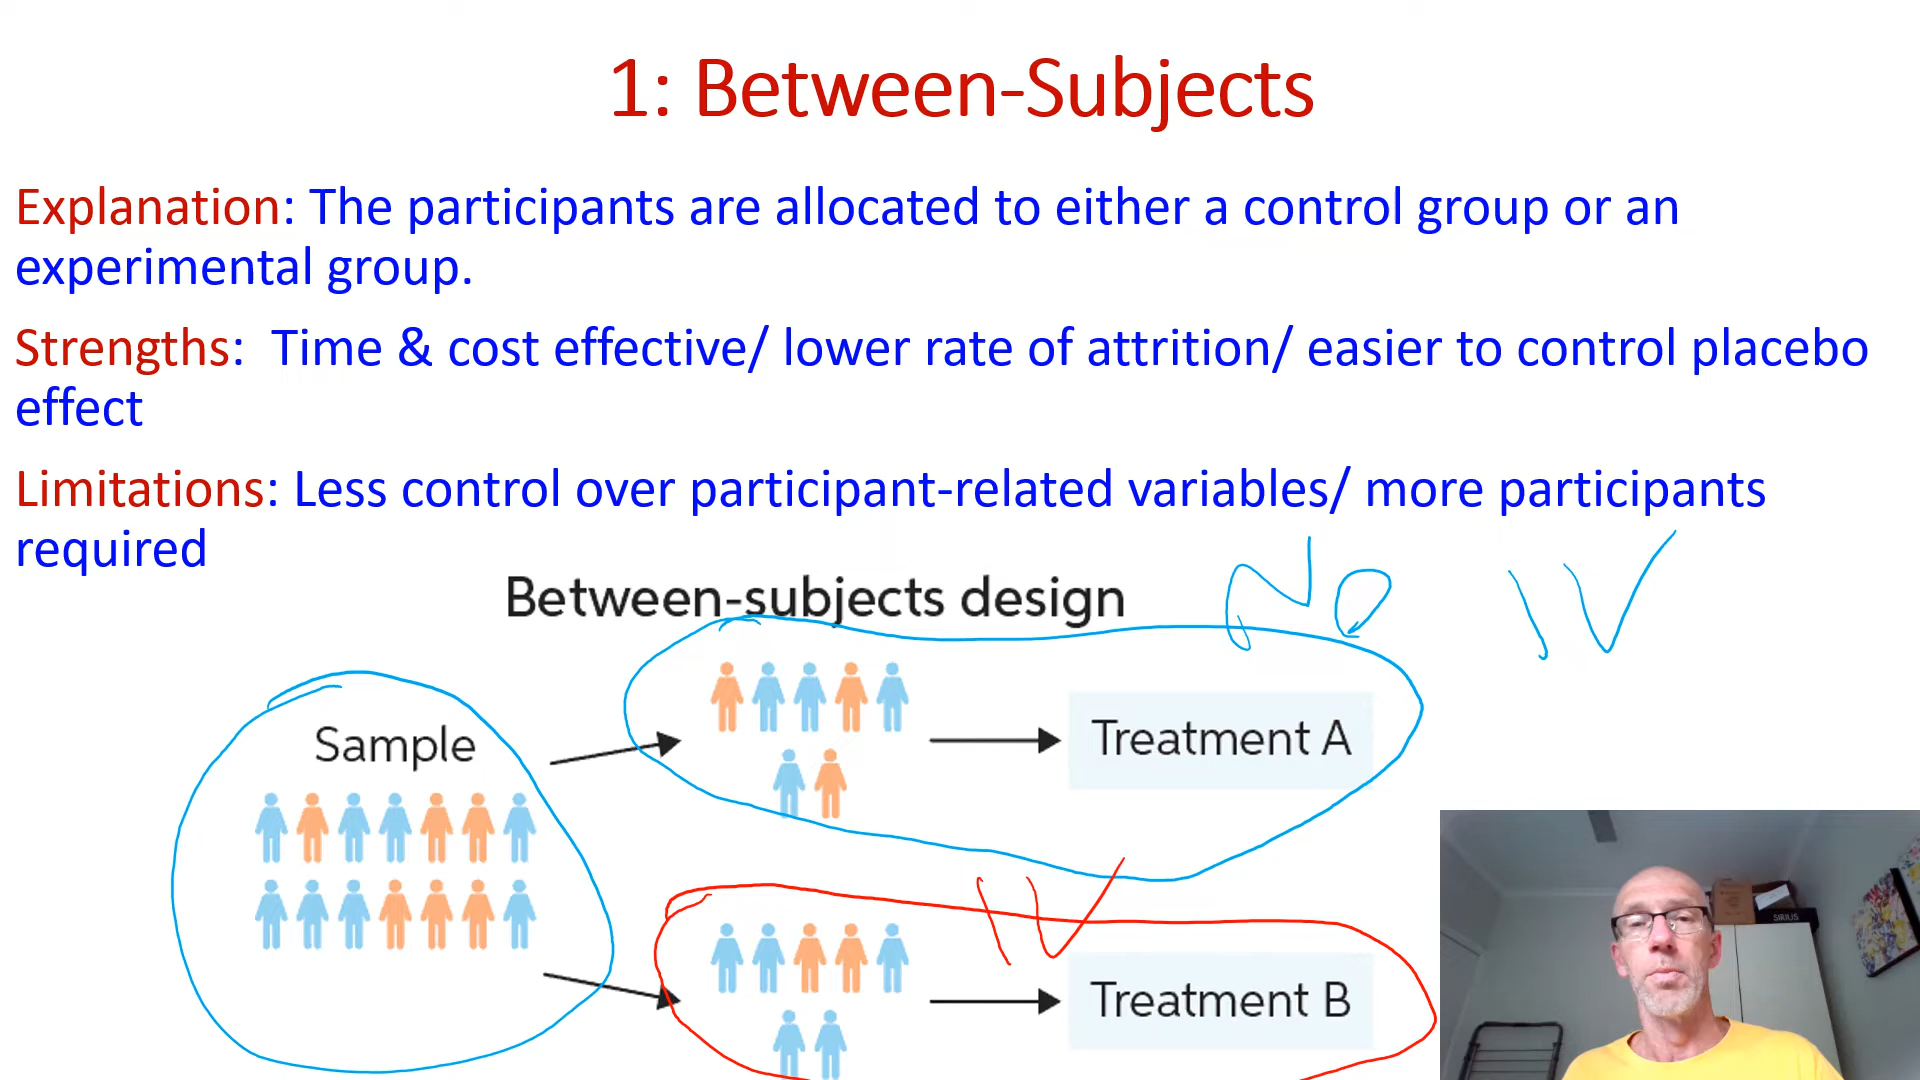 1: Between-Subjects
Explanation: The participants are allocated to either a control group or an
experimental group.
Strengths: Time & cost effective/ lower rate of attrition/ easier to control placebo
effect
Limitations: Less control over participant-related variables/ more participants
required
Between-subjects design
No IV
Sample
Treatment A
IV
Treatment B
SIRIUS